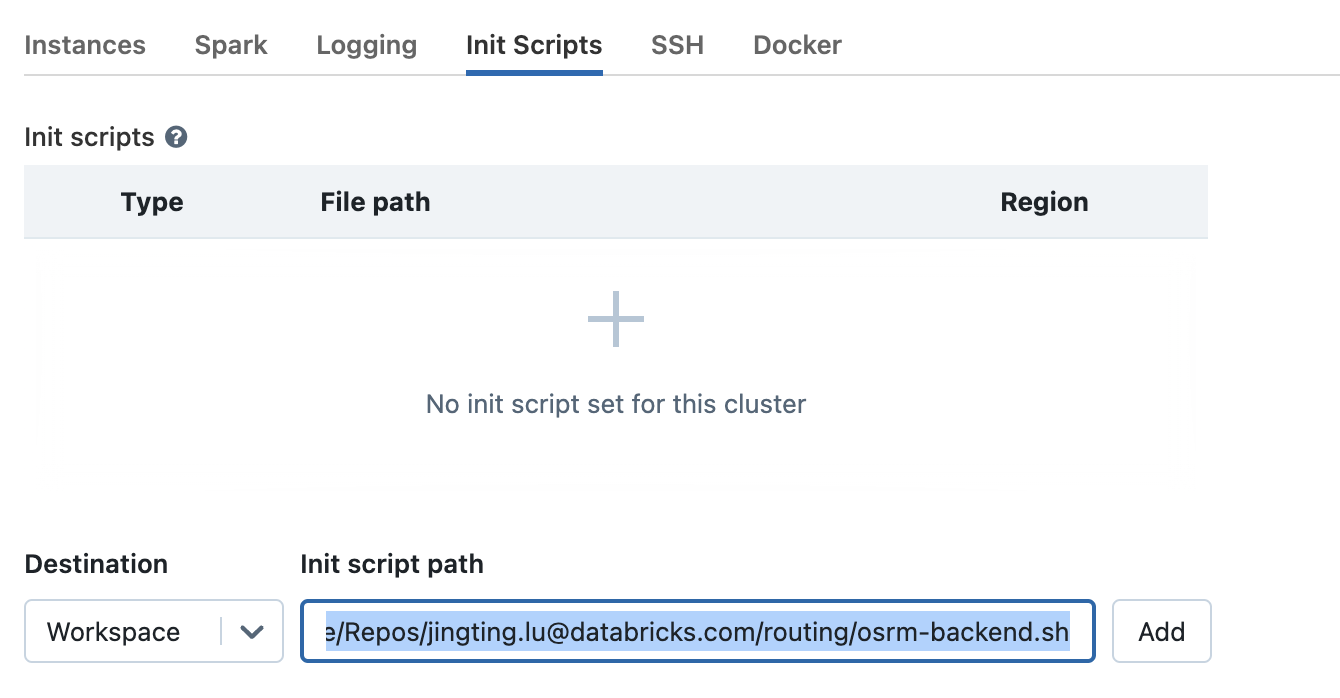 Instances Spark Logging Init Scripts SSH Docker
Init scripts ?
Type File path Region
No init script set for this cluster
Destination Init script path
Workspace e/Repos/jingting.lu@databricks.com/routing/osrm-backend.sh Add